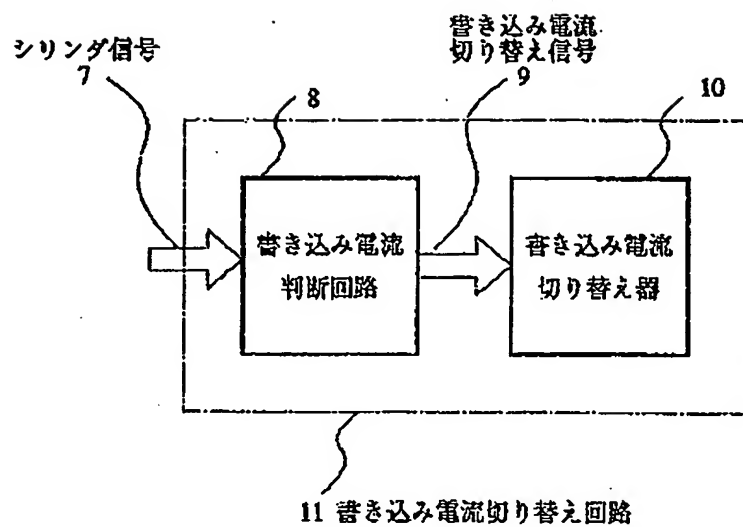 シリンダ信号
7
書き込み電流
切り替え信号
9
8
10
書き込み電流
判断回路
書き込み電流
切り替え器
11 書き込み電流切り替え回路